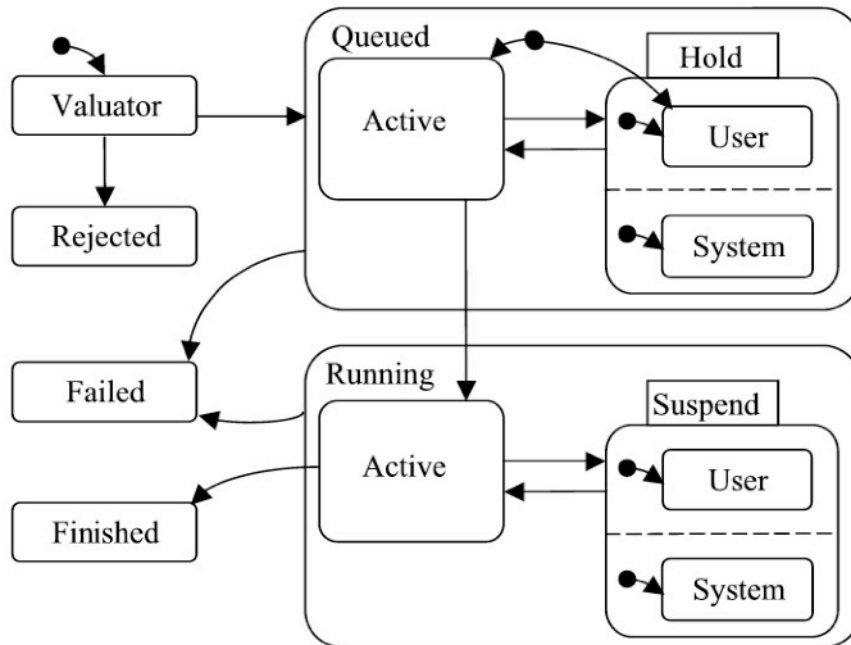 Queued
Hold
Valuator
Active
User
Rejected
System
Running
Failed
Suspend
Active
User
Finished
System